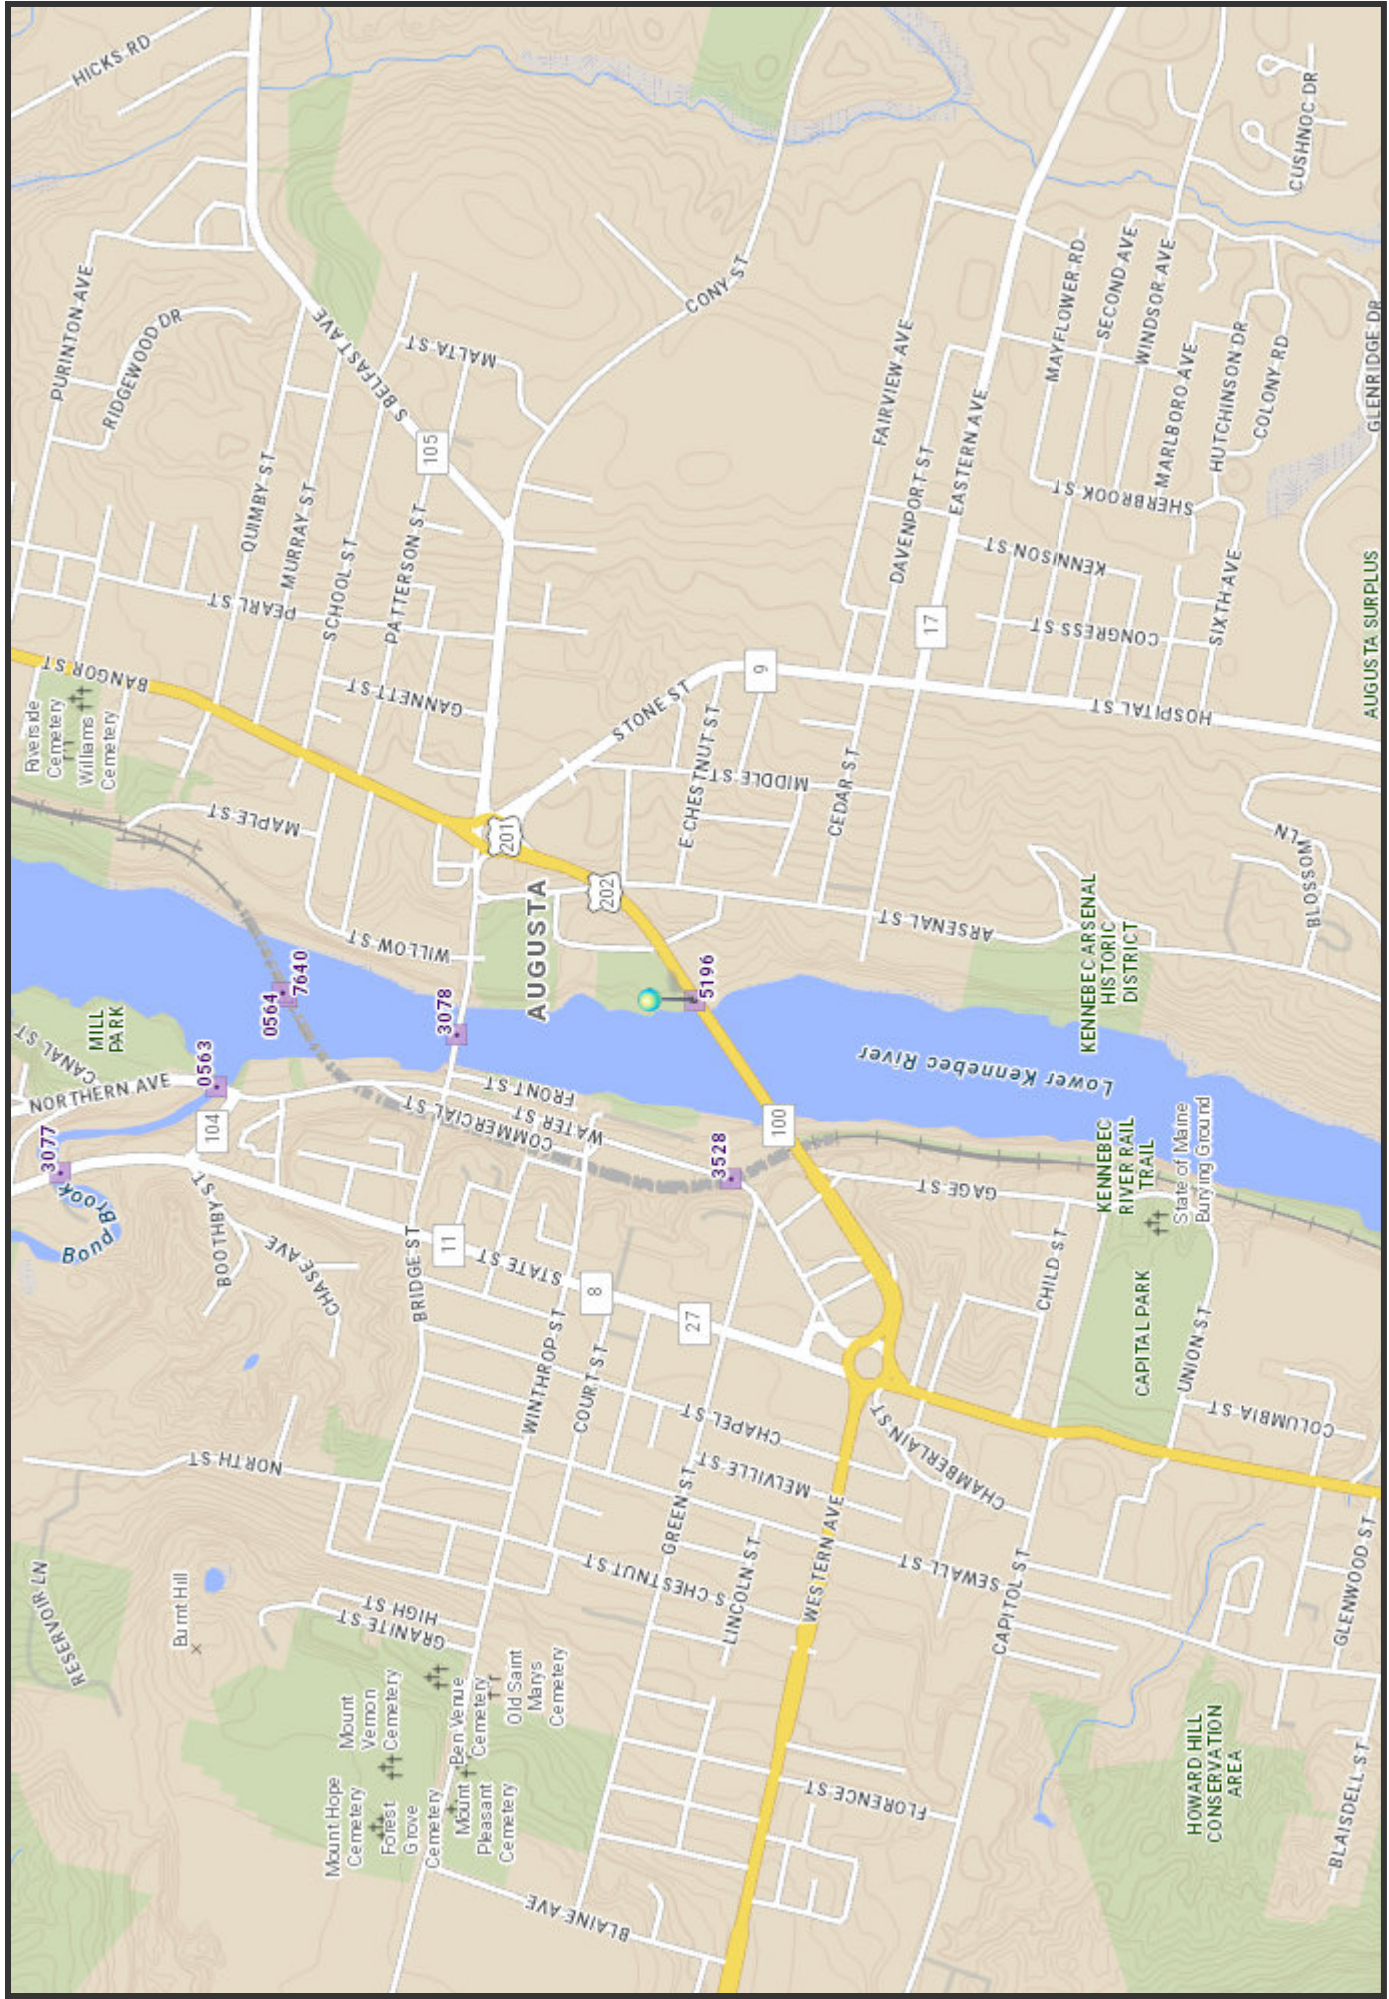 HICKS RD
CUSHNOC DR
PURINTON AVE
RIDGEWOOD DR
S BELFAST AVE
MALTA ST
CONY ST
MAYFLOWER RD
SECOND AVE
WINDSOR AVE
MARLBORO AVE
HUTCHINSON DR
COLONY RD
GLENRIDGE DR
FAIRVIEW AVE
DAVENPORT ST
EASTERN AVE
SHERBROOK ST
105
QUIMBY ST
MURRAY ST
SCHOOL ST
PATTERSON ST
PEARL ST
KENNISON ST
CONGRESS ST
SIXTH AVE
17
9
BANGOR ST
GANNETT ST
STONE ST
HOSPITAL ST
AUGUSTA SURPLUS
Riverside
Cemetery
Williams
Cemetery
MAPLE ST
E CHESTNUT ST
MIDDLE ST
CEDAR ST
201
202
BLOSSOM
LN
WILLOW ST
AUGUSTA
ARSENAL ST
KENNEBEC ARSENAL
HISTORIC
DISTRICT
0564
7640
3078
5196
MILL
PARK
CANAL ST
NORTHERN AVE
0563
104
3077
Bond Brook
FRONT ST
WATER ST
COMMERCIAL ST
Lower Kennebec River
100
3528
KENNEBEC
RIVER RAIL
TRAIL
State of Maine
Burying Ground
GAGE ST
BOOTHBY ST
CHASE AVE
BRIDGE ST
11
STATE ST
8
27
CHILD ST
CAPITAL PARK
UNION ST
COLUMBIA ST
WINTHROP ST
COURT ST
CHAPEL ST
MELVILLE ST
CHAMBERLAIN ST
NORTH ST
GREEN ST
S CHESTNUT ST
LINCOLN ST
WESTERN AVE
SEWALL ST
CAPITOL ST
GLENWOOD ST
RESERVOIR LN
Burnt Hill
HIGH ST
GRANITE ST
Mount
Vernon
Cemetery
Ben Venue
Cemetery
Old Saint
Marys
Cemetery
Mount Hope
Cemetery
Forest
Grove
Cemetery
Mount
Pleasant
Cemetery
FLORENCE ST
HOWARD HILL
CONSERVATION
AREA
BLAISDELL ST
BLAINE AVE